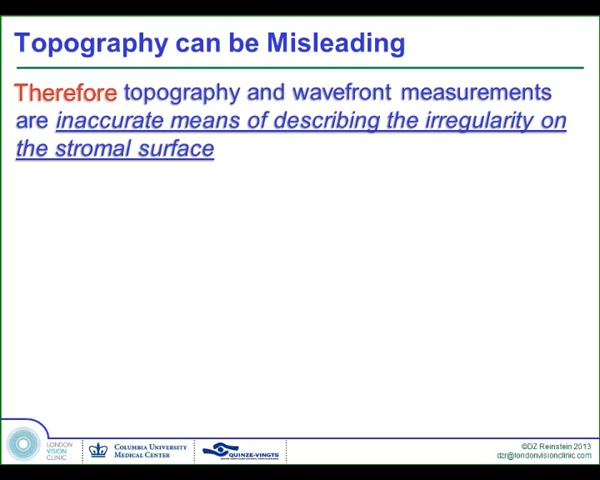 Topography can be Misleading
Therefore topography and wavefront measurements
are inaccurate means of describing the irregularity on
the stromal surface
LONDON
VISION
CLINIC
COLUMBIA UNIVERSITY
MEDICAL CENTER
QUINZE-VINGTS
©DZ Reinstein 2013
dzr@londonvisionclinic.com